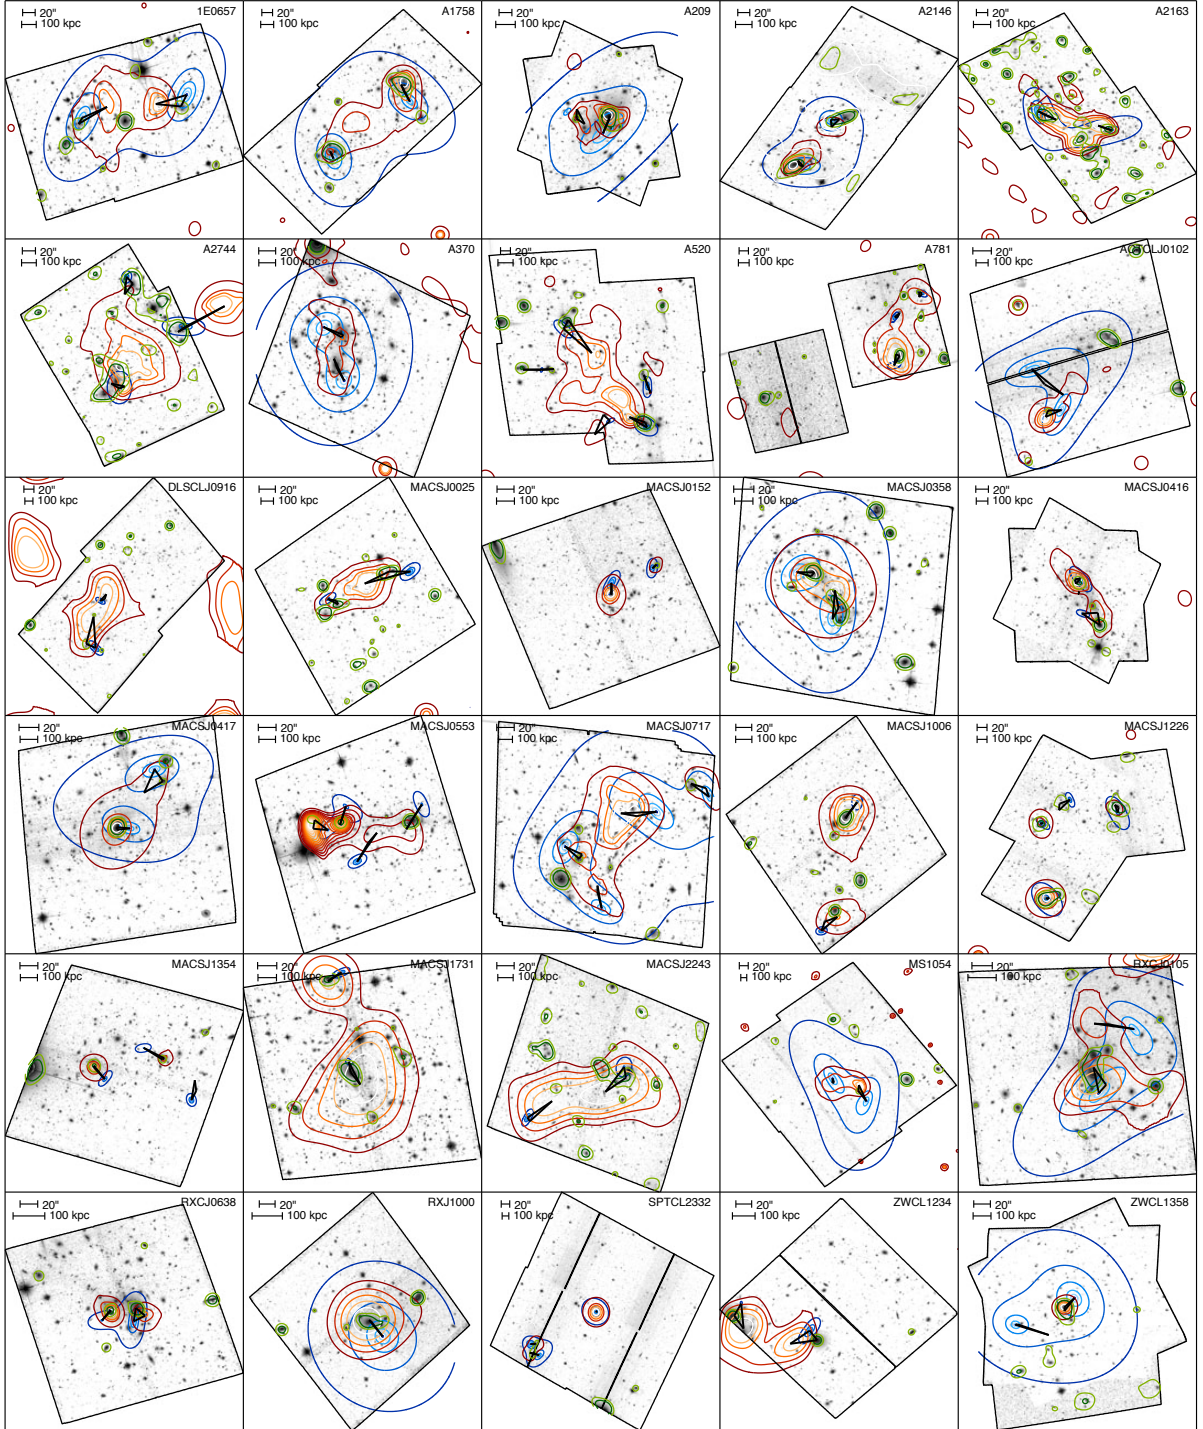 20" 1E0657
100 kpc
20" A1758
100 kpc
20" A209
100 kpc
20" A2146
100 kpc
20" A2163
100 kpc
20" A2744
100 kpc
20" A370
100 kpc
20" A520
100 kpc
20" A781
100 kpc
20" ACTCLJ0102
100 kpc
20" DLSCLJ0916
100 kpc
20" MACSJ0025
100 kpc
20" MACSJ0152
100 kpc
20" MACSJ0358
100 kpc
20" MACSJ0416
100 kpc
20" MACSJ0417
100 kpc
20" MACSJ0553
100 kpc
20" MACSJ0717
100 kpc
20" MACSJ1006
100 kpc
20" MACSJ1226
100 kpc
20" MACSJ1354
100 kpc
20" MACSJ1731
100 kpc
20" MACSJ2243
100 kpc
20" MS1054
100 kpc
20" RXCJ0105
100 kpc
20" RXCJ0638
100 kpc
20" RXJ1000
100 kpc
20" SPTCL2332
100 kpc
20" ZWCL1234
100 kpc
20" ZWCL1358
100 kpc